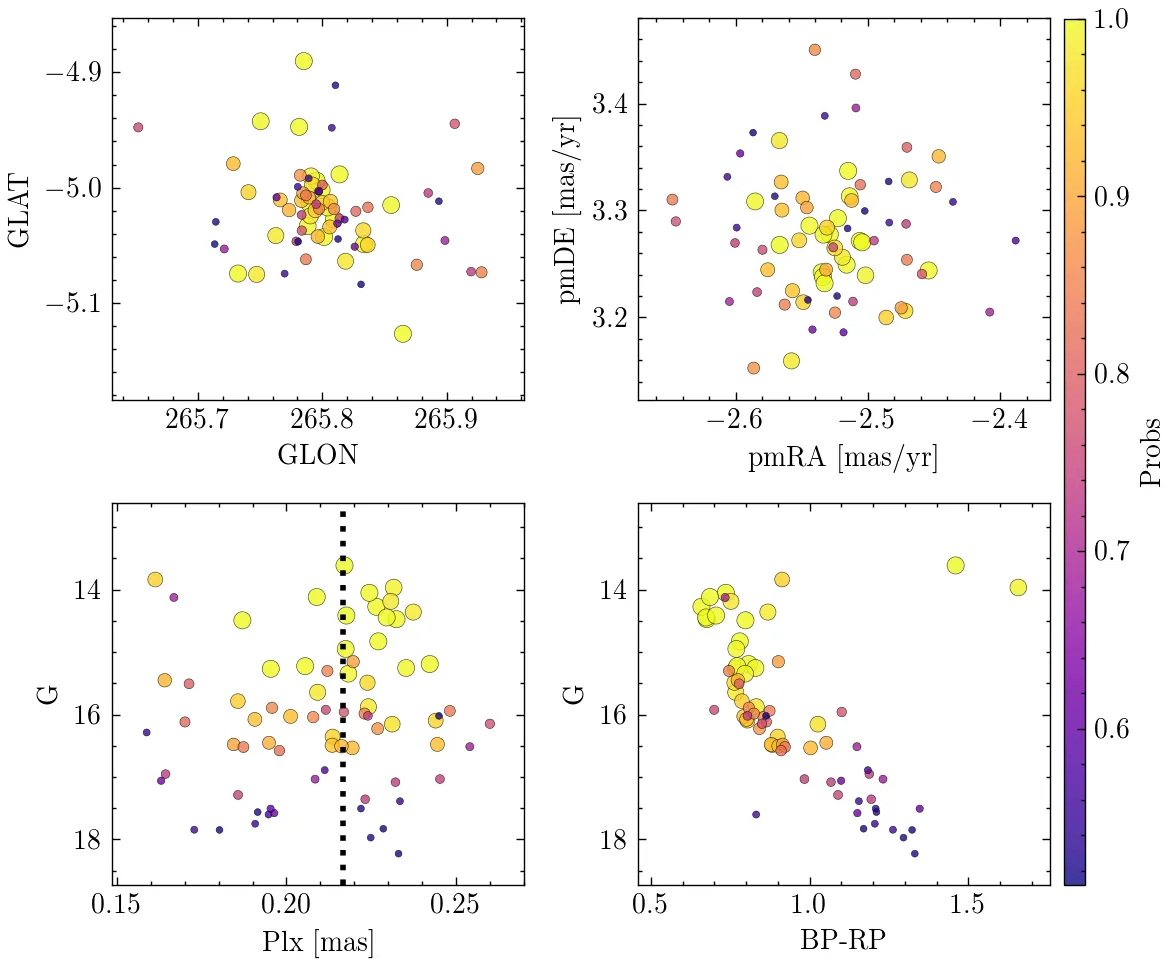 −4.9
−5.0
−5.1
GLAT
265.7 265.8 265.9
GLON
3.4
3.3
3.2
pmDE [mas/yr]
−2.6 −2.5 −2.4
pmRA [mas/yr]
14
16
18
G
0.15 0.20 0.25
Plx [mas]
14
16
18
G
0.5 1.0 1.5
BP-RP
1.0
0.9
0.8
0.7
0.6
Probs